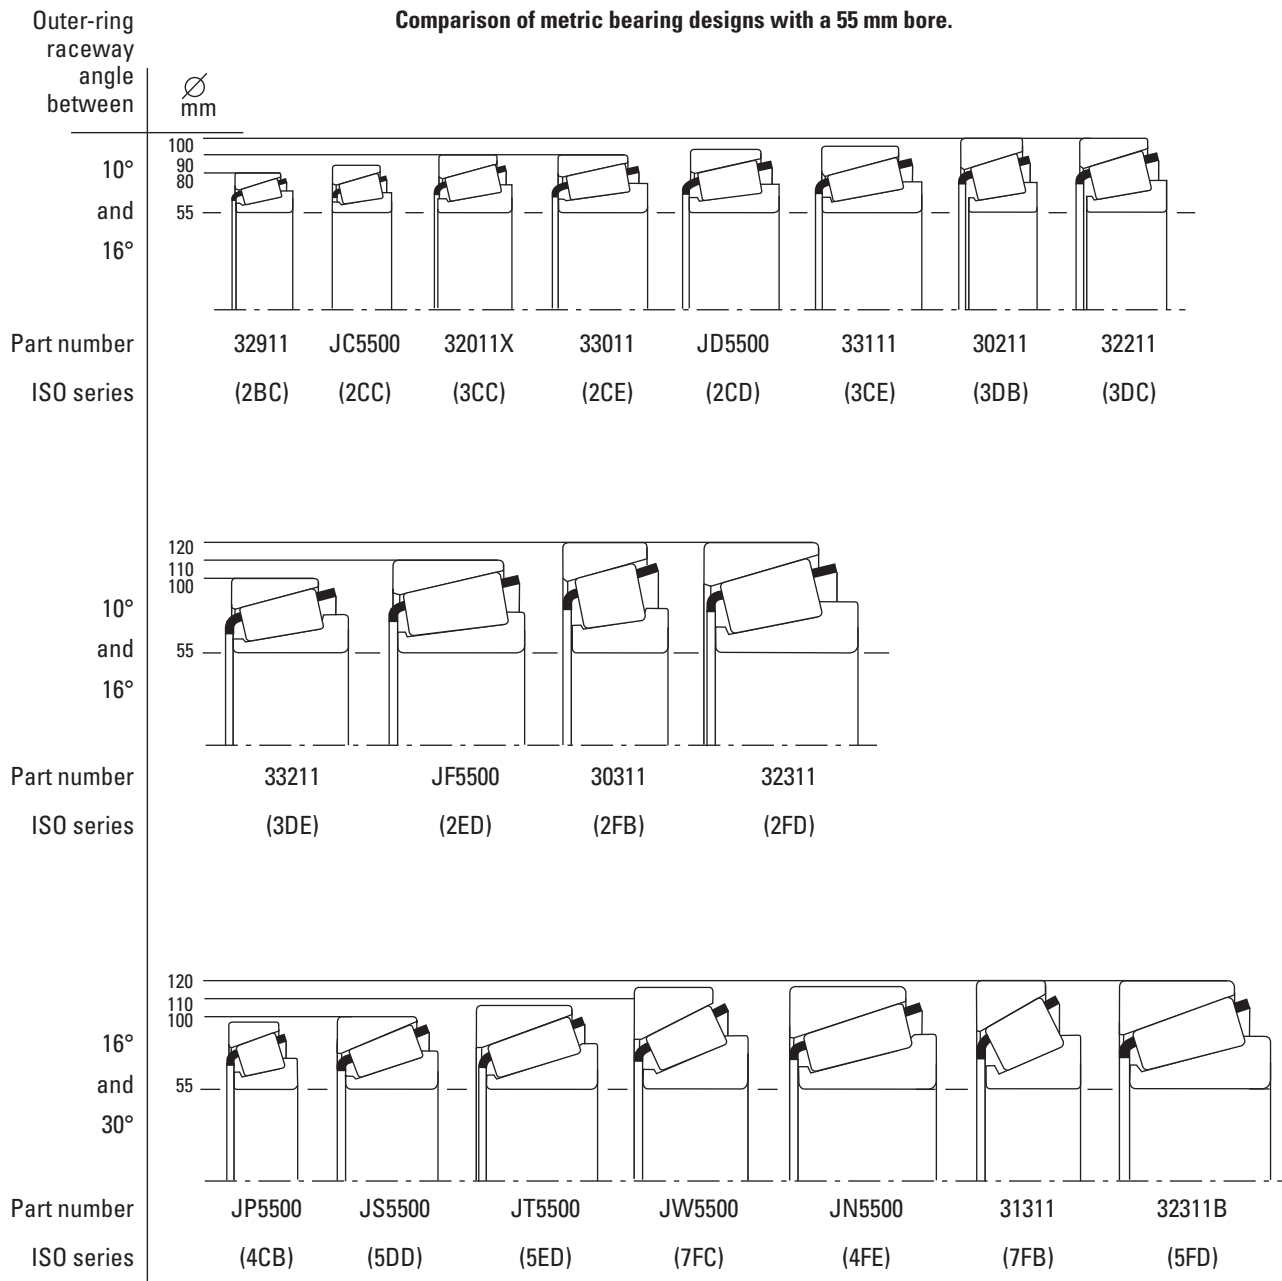 Comparison of metric bearing designs with a 55 mm bore.
Outer-ring
raceway
angle
between
mm
100
90
80
55
10°
and
16°
Part number 32911 JC5500 32011X 33011 JD5500 33111 30211 32211
ISO series (2BC) (2CC) (3CC) (2CE) (2CD) (3CE) (3DB) (3DC)
120
110
100
55
10°
and
16°
Part number 33211 JF5500 30311 32311
ISO series (3DE) (2ED) (2FB) (2FD)
120
110
100
55
16°
and
30°
Part number JP5500 JS5500 JT5500 JW5500 JN5500 31311 32311B
ISO series (4CB) (5DD) (5ED) (7FC) (4FE) (7FB) (5FD)